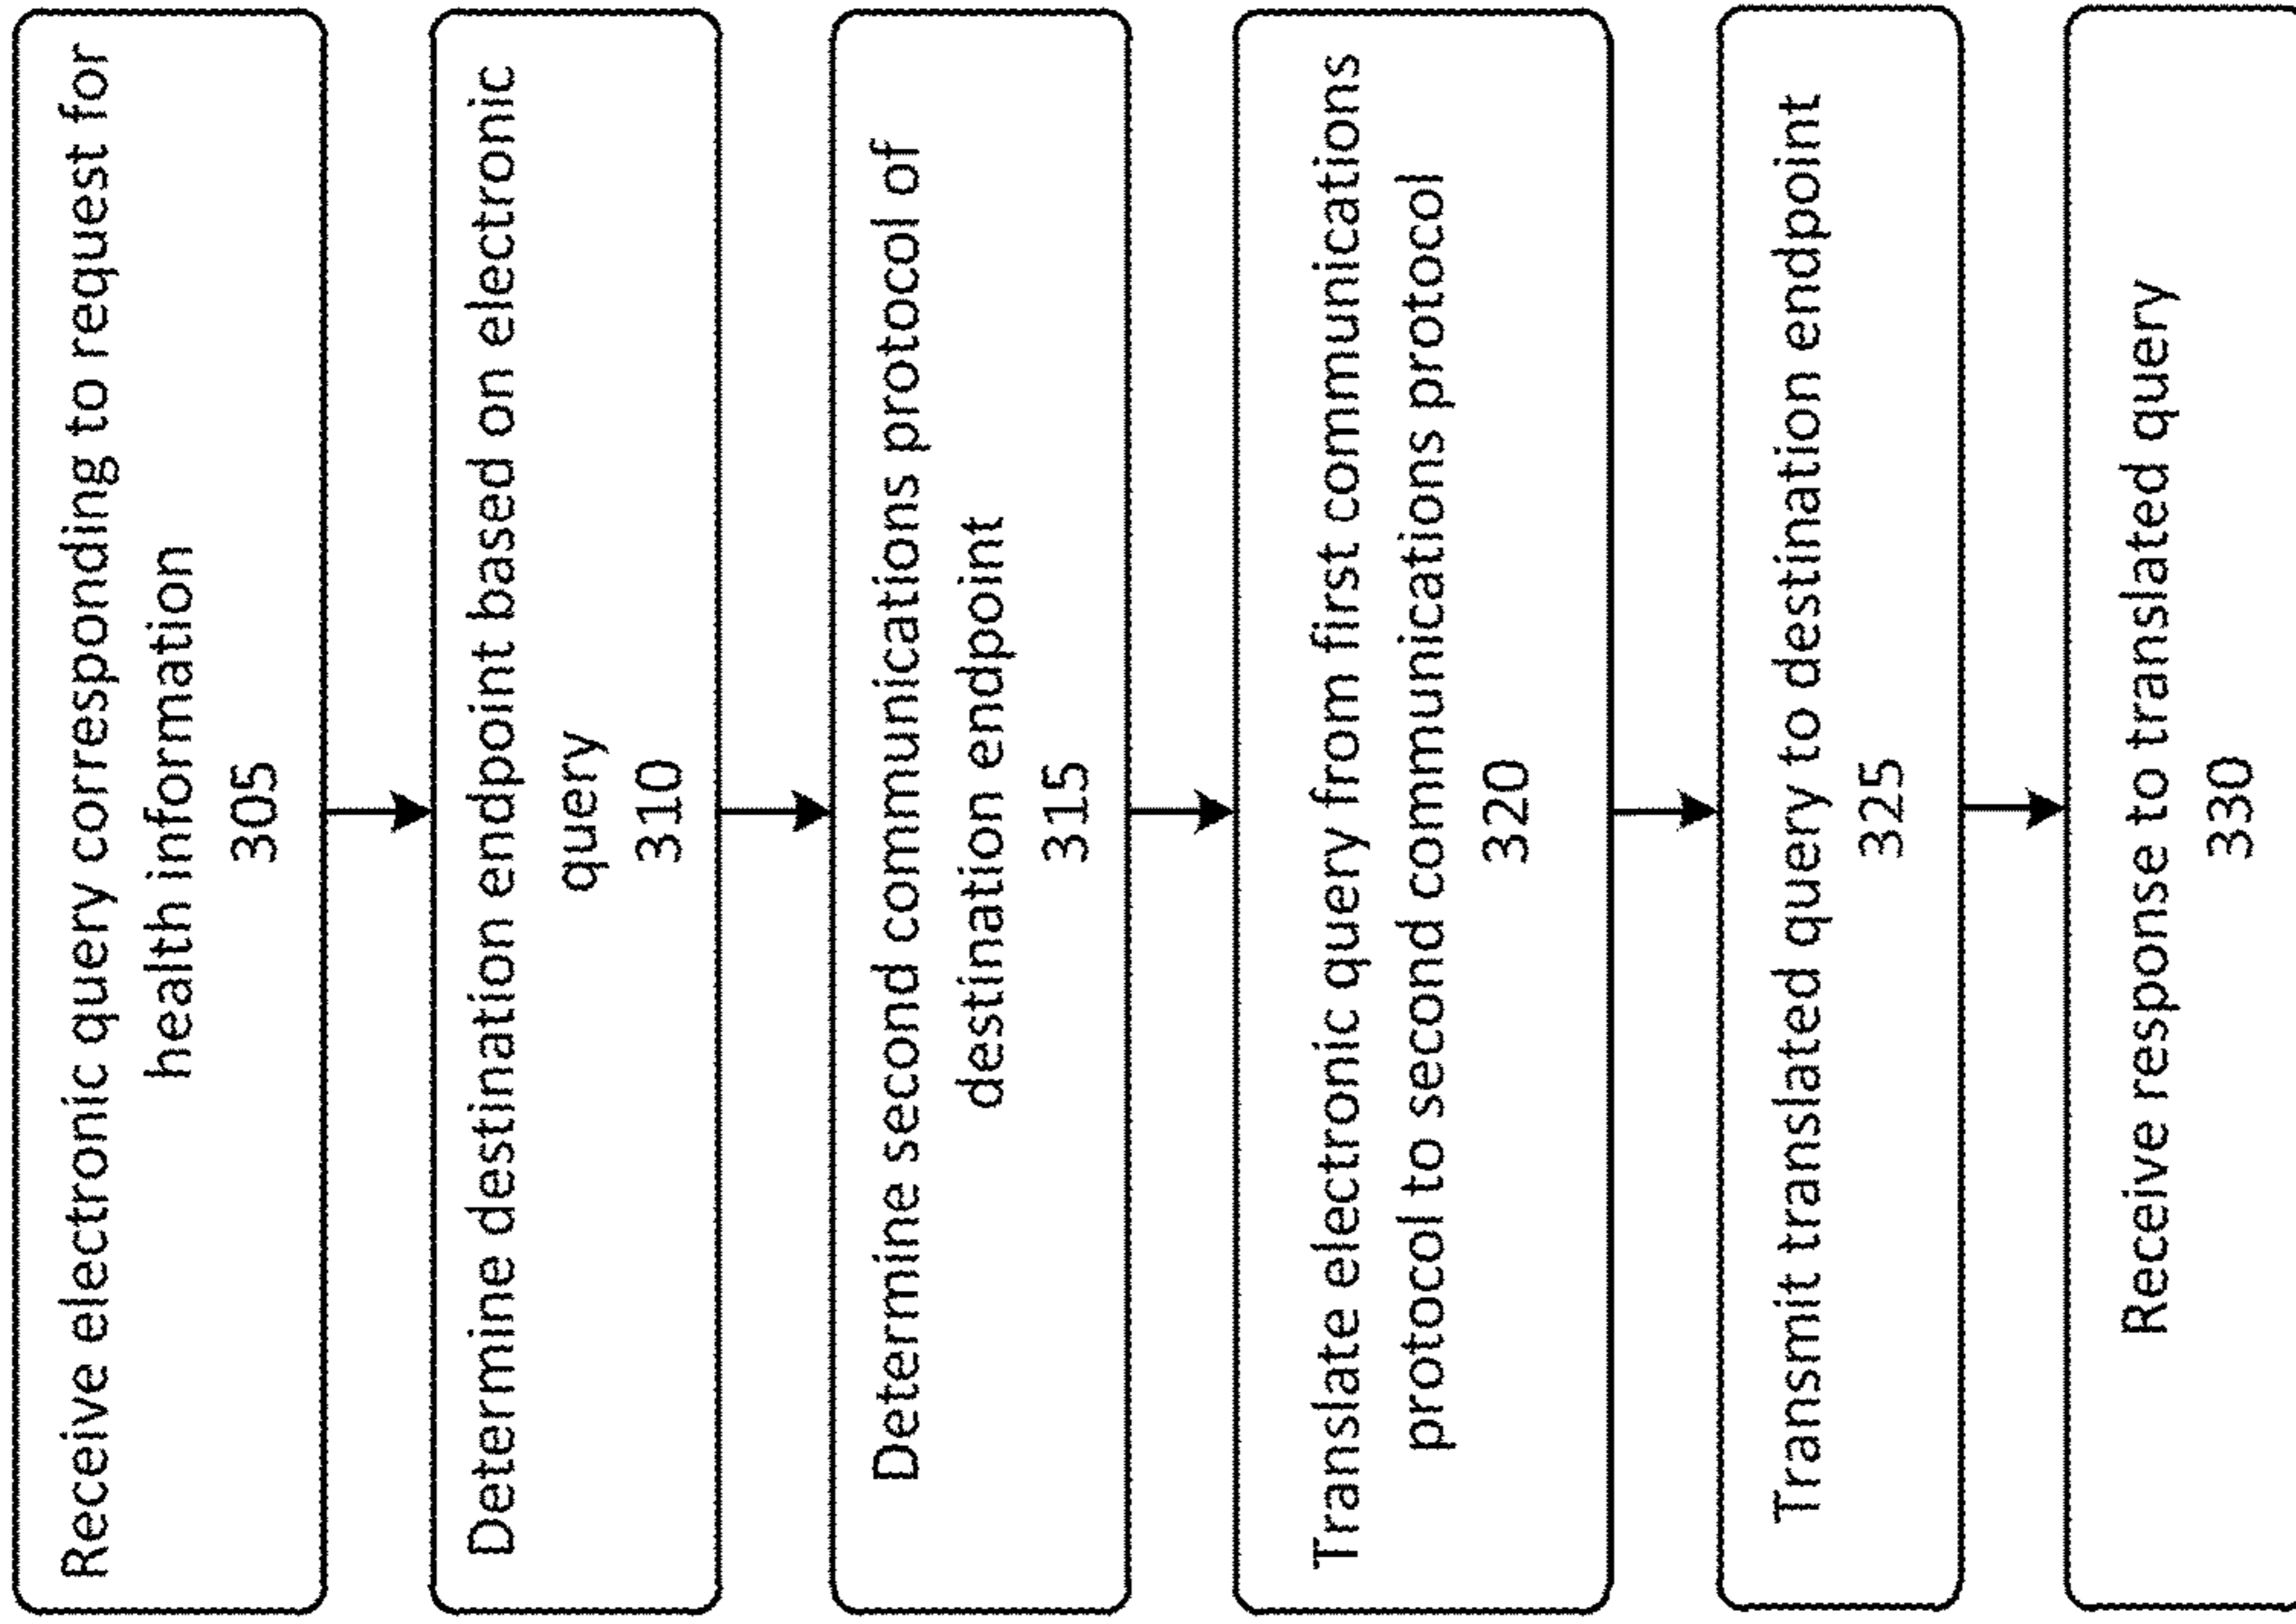 Receive electronic query corresponding to request for
health information
305
Determine destination endpoint based on electronic
query
310
Determine second communications protocol of
destination endpoint
315
Translate electronic query from first communications
protocol to second communications protocol
320
Transmit translated query to destination endpoint
325
Receive response to translated query
330